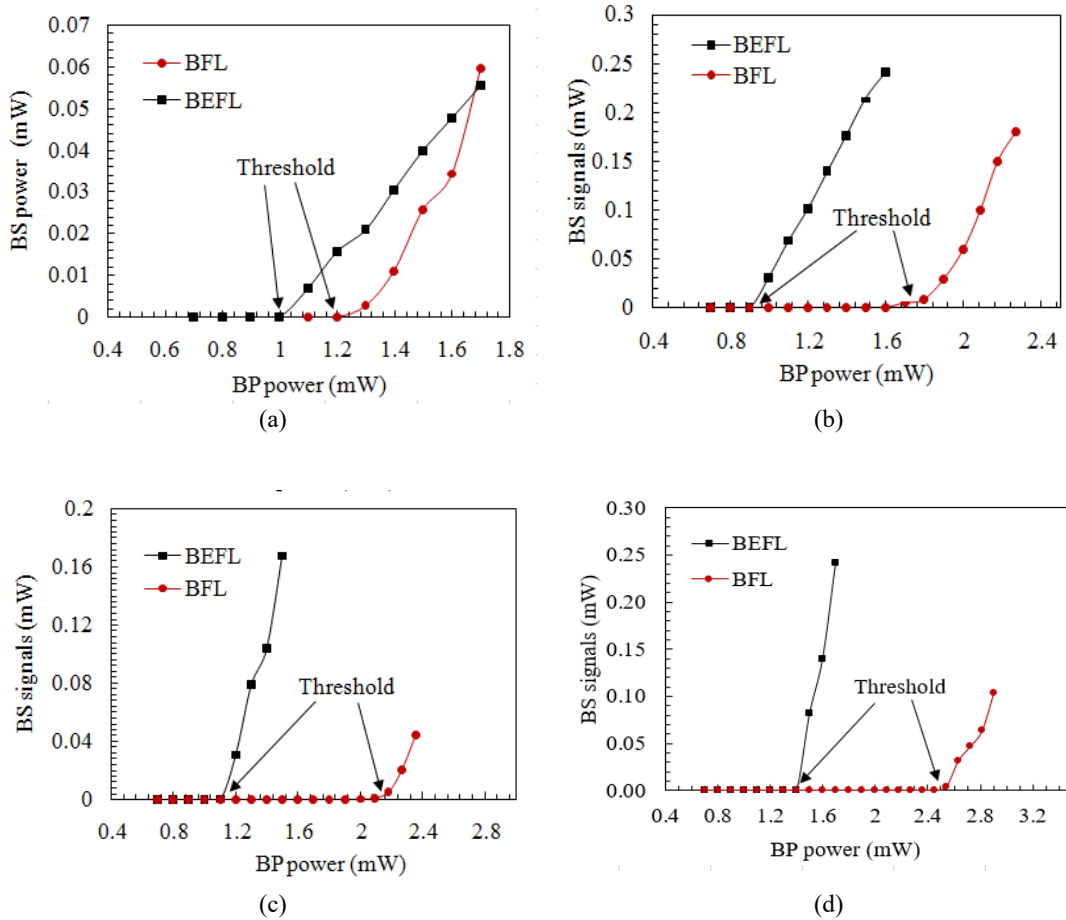 0.07
0.06
0.05
0.04
0.03
0.02
0.01
0
BS power (mW)
BFL
BEFL
Threshold
0.4 0.6 0.8 1 1.2 1.4 1.6 1.8
BP power (mW)
(a)
0.3
0.25
0.2
0.15
0.1
0.05
0
BS signals (mW)
BEFL
BFL
Threshold
0.4 0.8 1.2 1.6 2 2.4
BP power (mW)
(b)
0.2
0.16
0.12
0.08
0.04
0
BS signals (mW)
BEFL
BFL
Threshold
0.4 0.8 1.2 1.6 2 2.4 2.8
BP power (mW)
(c)
0.30
0.25
0.20
0.15
0.10
0.05
0.00
BS signals (mW)
BEFL
BFL
Threshold
0.4 0.8 1.2 1.6 2 2.4 2.8 3.2
BP power (mW)
(d)